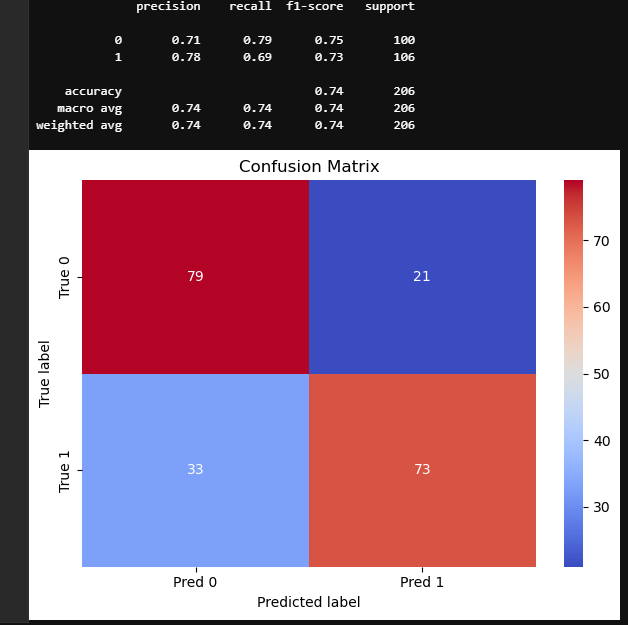 precision recall f1-score support
0 0.71 0.79 0.75 100
1 0.78 0.69 0.73 106
accuracy 0.74 206
macro avg 0.74 0.74 0.74 206
weighted avg 0.74 0.74 0.74 206
Confusion Matrix
True label
True 0
79 21
True 1
33 73
Pred 0 Pred 1
Predicted label
70
60
50
40
30